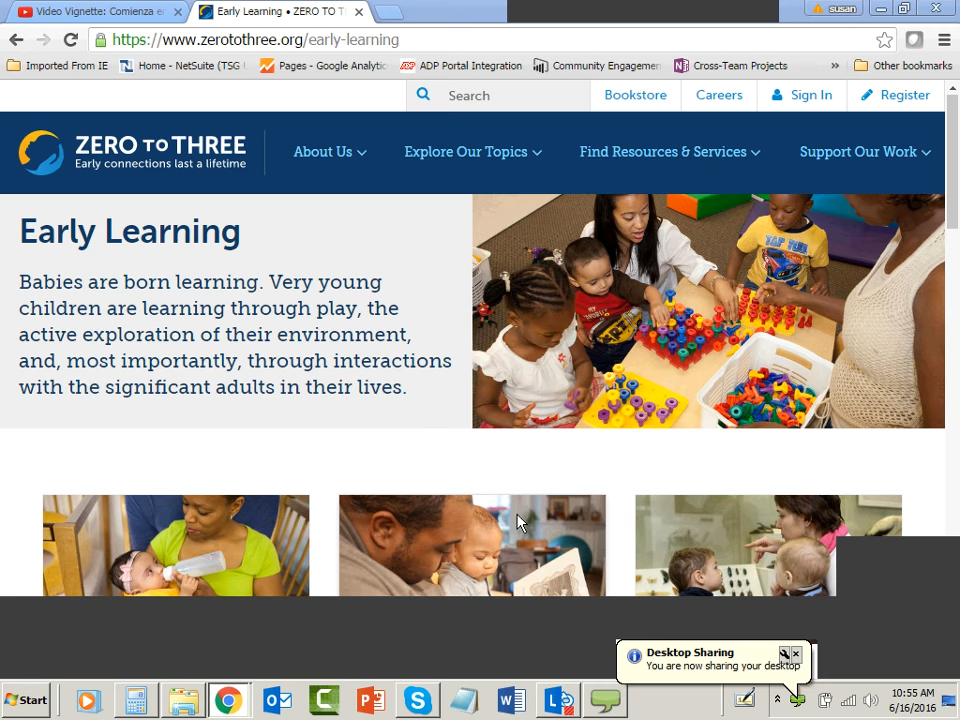 Video Vignette: Comienza en
Early Learning • ZERO TO T
susan
https://www.zerotothree.org/early-learning
Imported From IE
Home - NetSuite (TSG
Pages - Google Analytic
ADP Portal Integration
Community Engagemen
Cross-Team Projects
»
Other bookmarks
Search
Bookstore
Careers
Sign In
Register
ZERO TO THREE
Early connections last a lifetime
About Us
Explore Our Topics
Find Resources & Services
Support Our Work
Early Learning
Babies are born learning. Very young
children are learning through play, the
active exploration of their environment,
and, most importantly, through interactions
with the significant adults in their lives.
Desktop Sharing
You are now sharing your desktop
Start
10:55 AM
6/16/2016